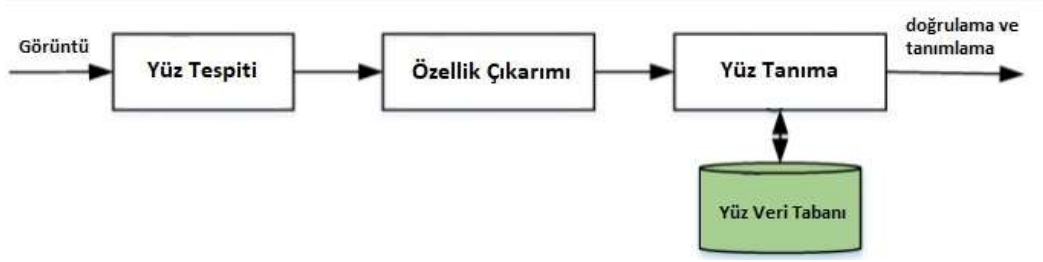 Görüntü
Yüz Tespiti
Özellik Çıkarımı
Yüz Tanıma
doğrulama ve
tanımlama
Yüz Veri Tabanı